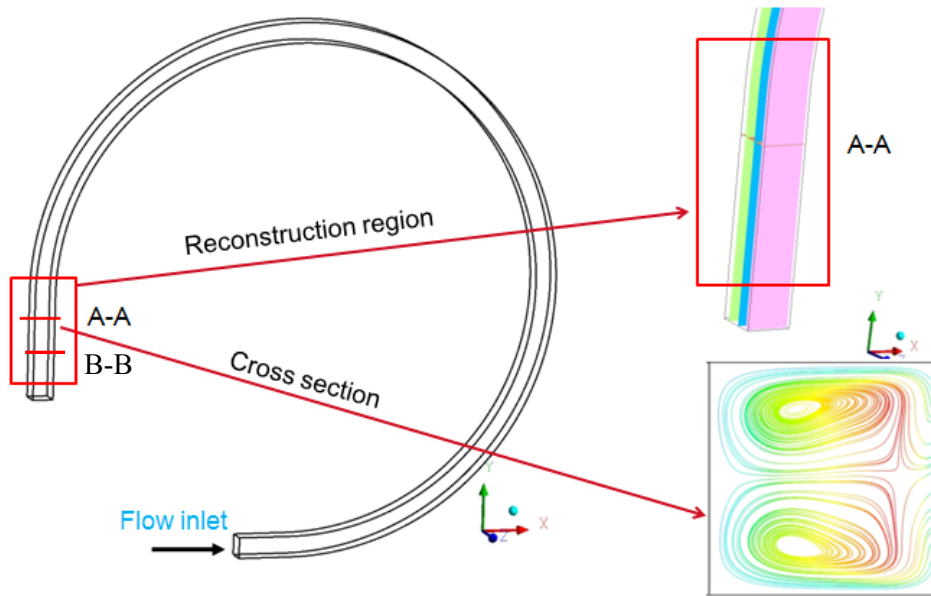 A-A
Reconstruction region
A-A
B-B
Cross section
Y
X
Z
Flow inlet
Y
X
Z